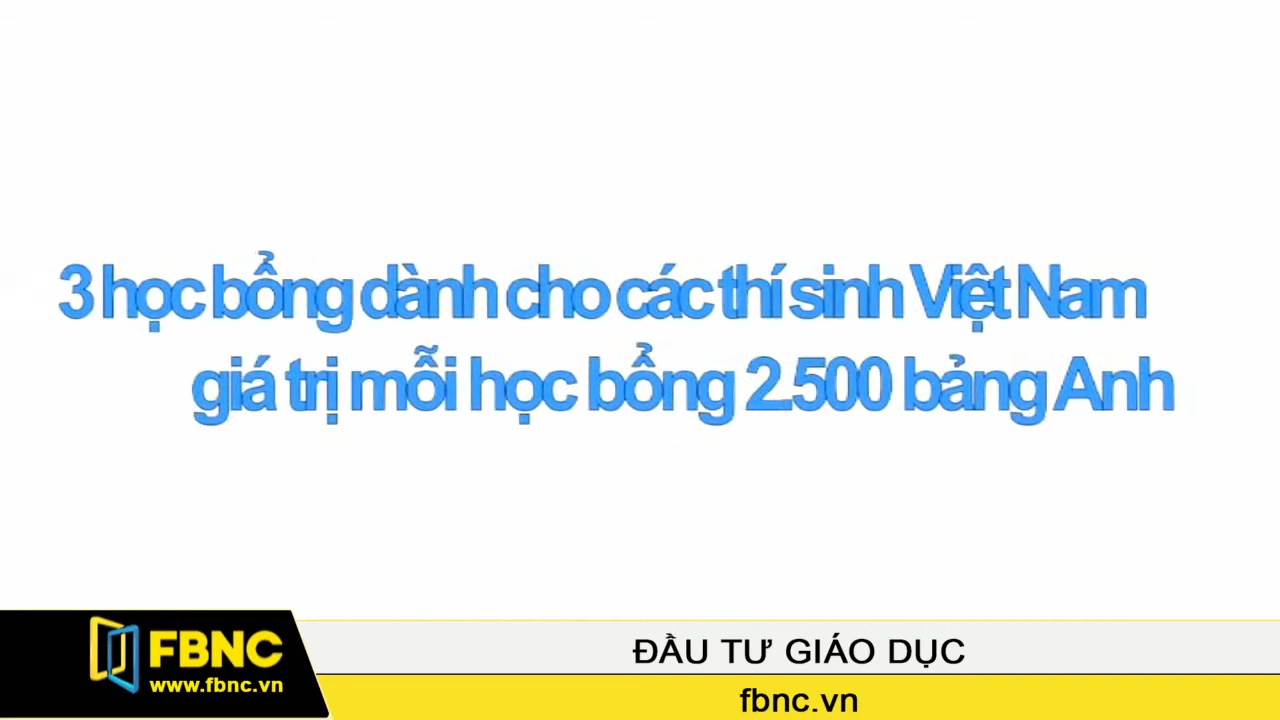 3 học bổng dành cho các thí sinh Việt Nam
giá trị mỗi học bổng 2.500 bảng Anh
FBNC
www.fbnc.vn
ĐẦU TƯ GIÁO DỤC
fbnc.vn